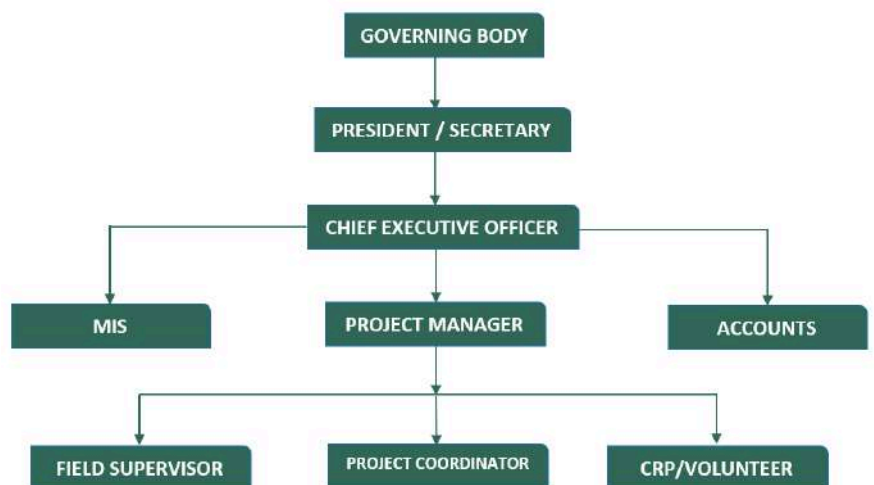 GOVERNING BODY
PRESIDENT / SECRETARY
CHIEF EXECUTIVE OFFICER
MIS
PROJECT MANAGER
ACCOUNTS
FIELD SUPERVISOR
PROJECT COORDINATOR
CRP/VOLUNTEER